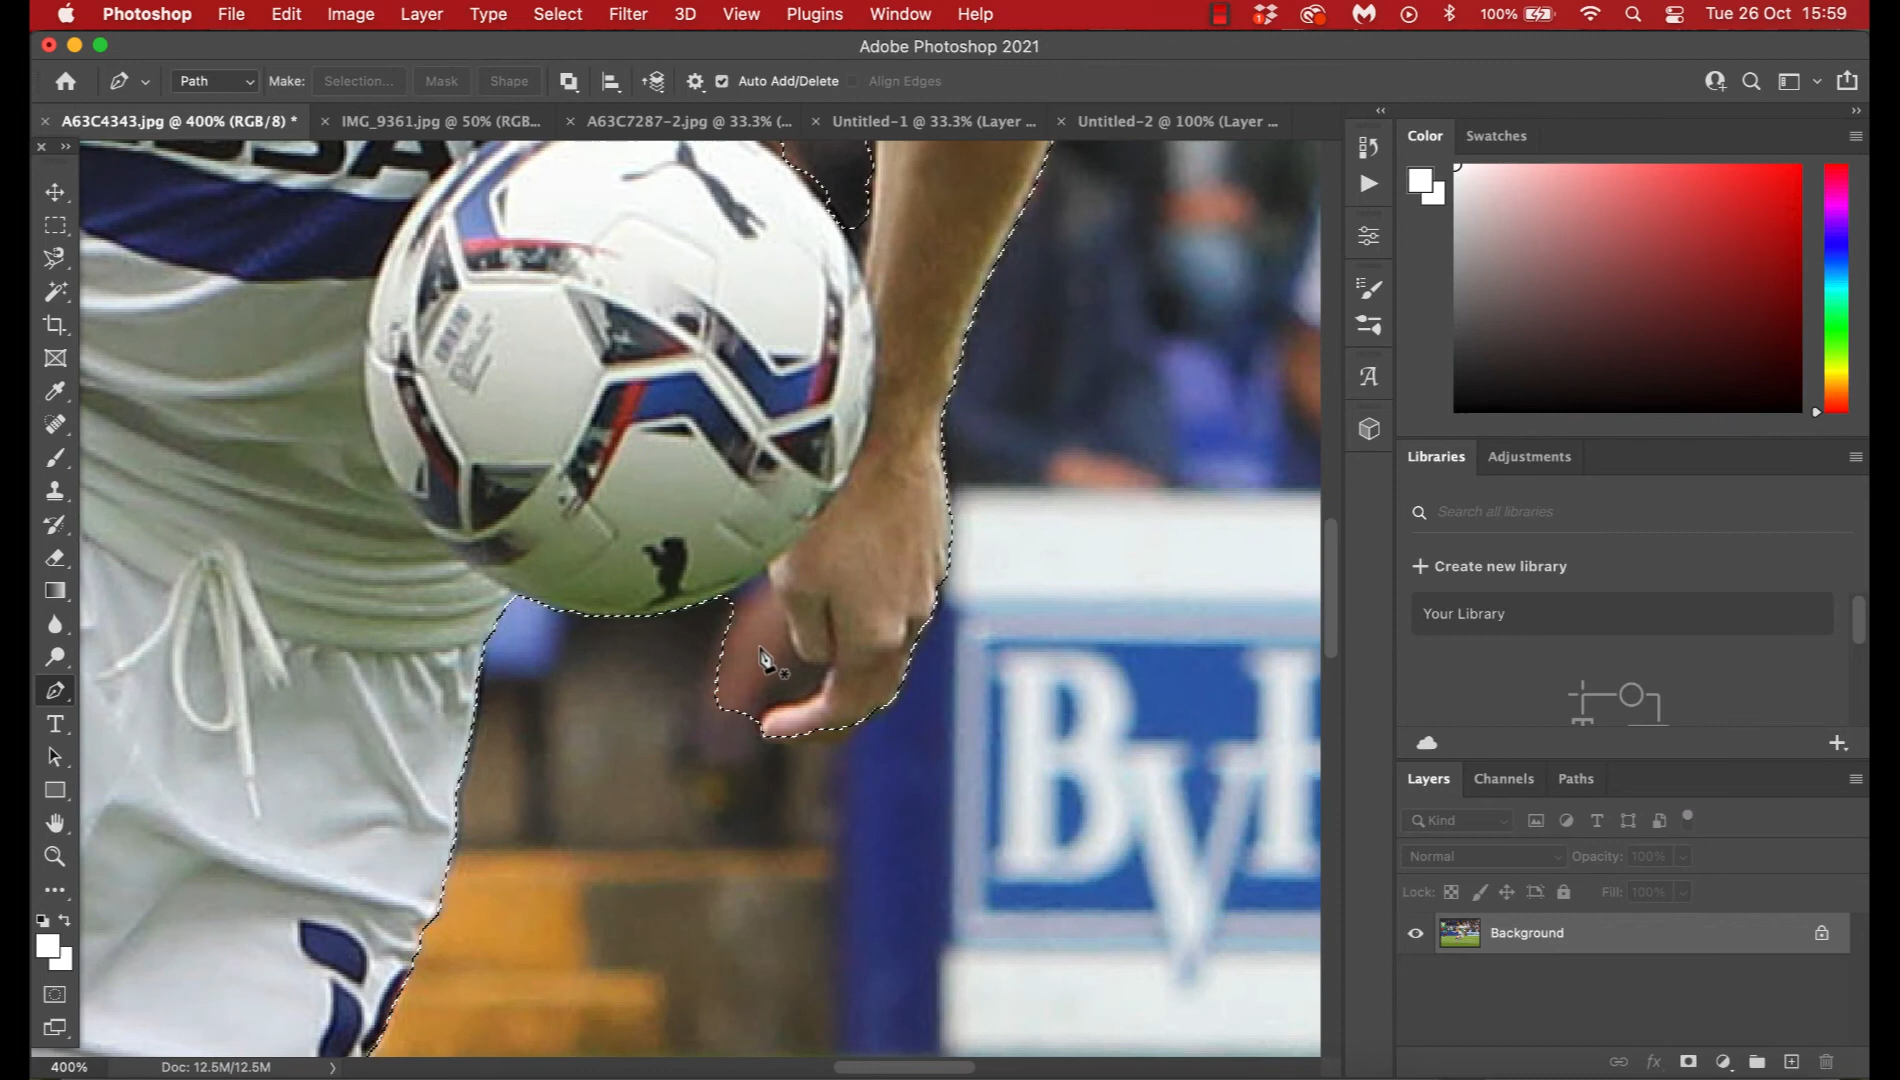 Photoshop File Edit Image Layer Type Select Filter 3D View Plugins Window Help 1 100% Tue 26 Oct 15:59
Adobe Photoshop 2021
Path Make: Selection... Mask Shape Auto Add/Delete Align Edges
A63C4343.jpg @ 400% (RGB/8) * IMG_9361.jpg @ 50% (RGB... A63C7287-2.jpg @ 33.3% (... Untitled-1 @ 33.3% (Layer ... Untitled-2 @ 100% (Layer ...
Color Swatches
Libraries Adjustments
Search all libraries
Create new library
Your Library
Layers Channels Paths
Kind
Normal Opacity: 100%
Lock: Fill: 100%
Background
400% Doc: 12.5M/12.5M